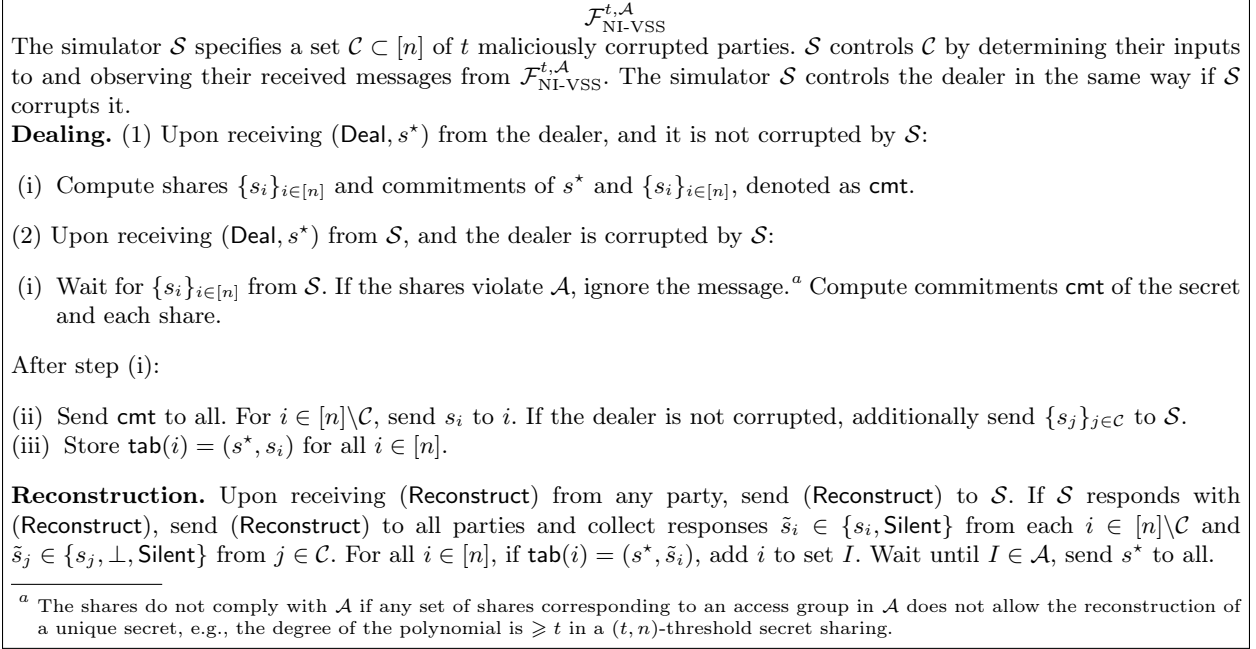 𝓕^{t,𝒜}_{NI-VSS}
The simulator 𝒮 specifies a set 𝒞 ⊂ [n] of t maliciously corrupted parties. 𝒮 controls 𝒞 by determining their inputs
to and observing their received messages from 𝓕^{t,𝒜}_{NI-VSS}. The simulator 𝒮 controls the dealer in the same way if 𝒮
corrupts it.
Dealing. (1) Upon receiving (Deal, s⋆) from the dealer, and it is not corrupted by 𝒮:
(i) Compute shares {s_i}_{i∈[n]} and commitments of s⋆ and {s_i}_{i∈[n]}, denoted as cmt.
(2) Upon receiving (Deal, s⋆) from 𝒮, and the dealer is corrupted by 𝒮:
(i) Wait for {s_i}_{i∈[n]} from 𝒮. If the shares violate 𝒜, ignore the message.^a Compute commitments cmt of the secret
and each share.
After step (i):
(ii) Send cmt to all. For i ∈ [n]\𝒞, send s_i to i. If the dealer is not corrupted, additionally send {s_j}_{j∈𝒞} to 𝒮.
(iii) Store tab(i) = (s⋆, s_i) for all i ∈ [n].
Reconstruction. Upon receiving (Reconstruct) from any party, send (Reconstruct) to 𝒮. If 𝒮 responds with
(Reconstruct), send (Reconstruct) to all parties and collect responses s̃_i ∈ {s_i, Silent} from each i ∈ [n]\𝒞 and
s̃_j ∈ {s_j, ⊥, Silent} from j ∈ 𝒞. For all i ∈ [n], if tab(i) = (s⋆, s̃_i), add i to set I. Wait until I ∈ 𝒜, send s⋆ to all.
^a The shares do not comply with 𝒜 if any set of shares corresponding to an access group in 𝒜 does not allow the reconstruction of
a unique secret, e.g., the degree of the polynomial is ⩾ t in a (t, n)-threshold secret sharing.